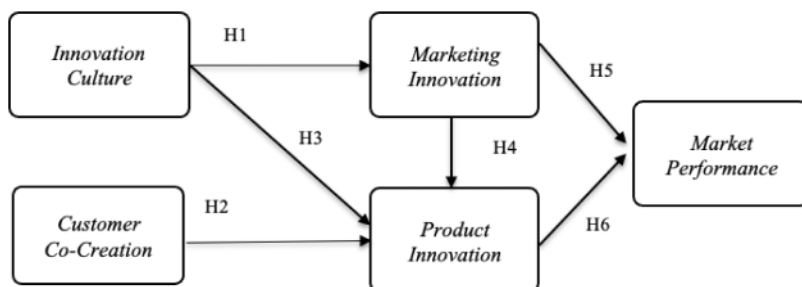 Innovation
Culture
H1
Marketing
Innovation
H5
H3
H4
Market
Performance
Customer
Co-Creation
H2
Product
Innovation
H6